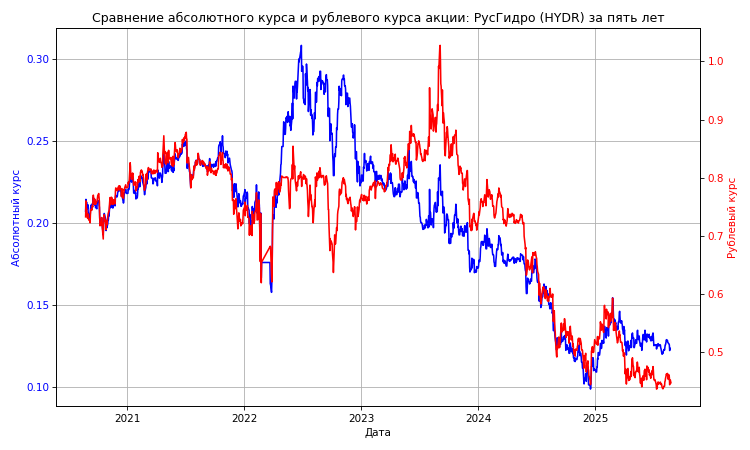 Сравнение абсолютного курса и рублевого курса акции: РусГидро (HYDR) за пять лет
Абсолютный курс
0.30
0.25
0.20
0.15
0.10
1.0
0.9
0.8
0.7
0.6
0.5
Рублевый курс
2021 2022 2023 2024 2025
Дата